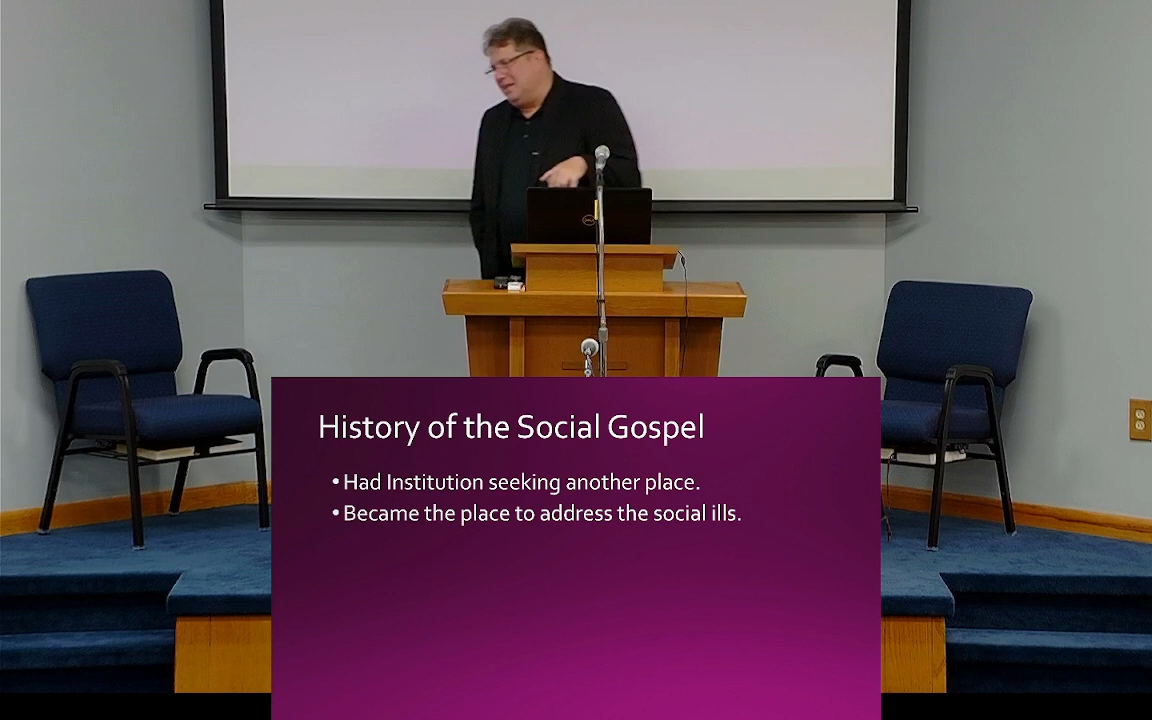 History of the Social Gospel
• Had Institution seeking another place.
• Became the place to address the social ills.